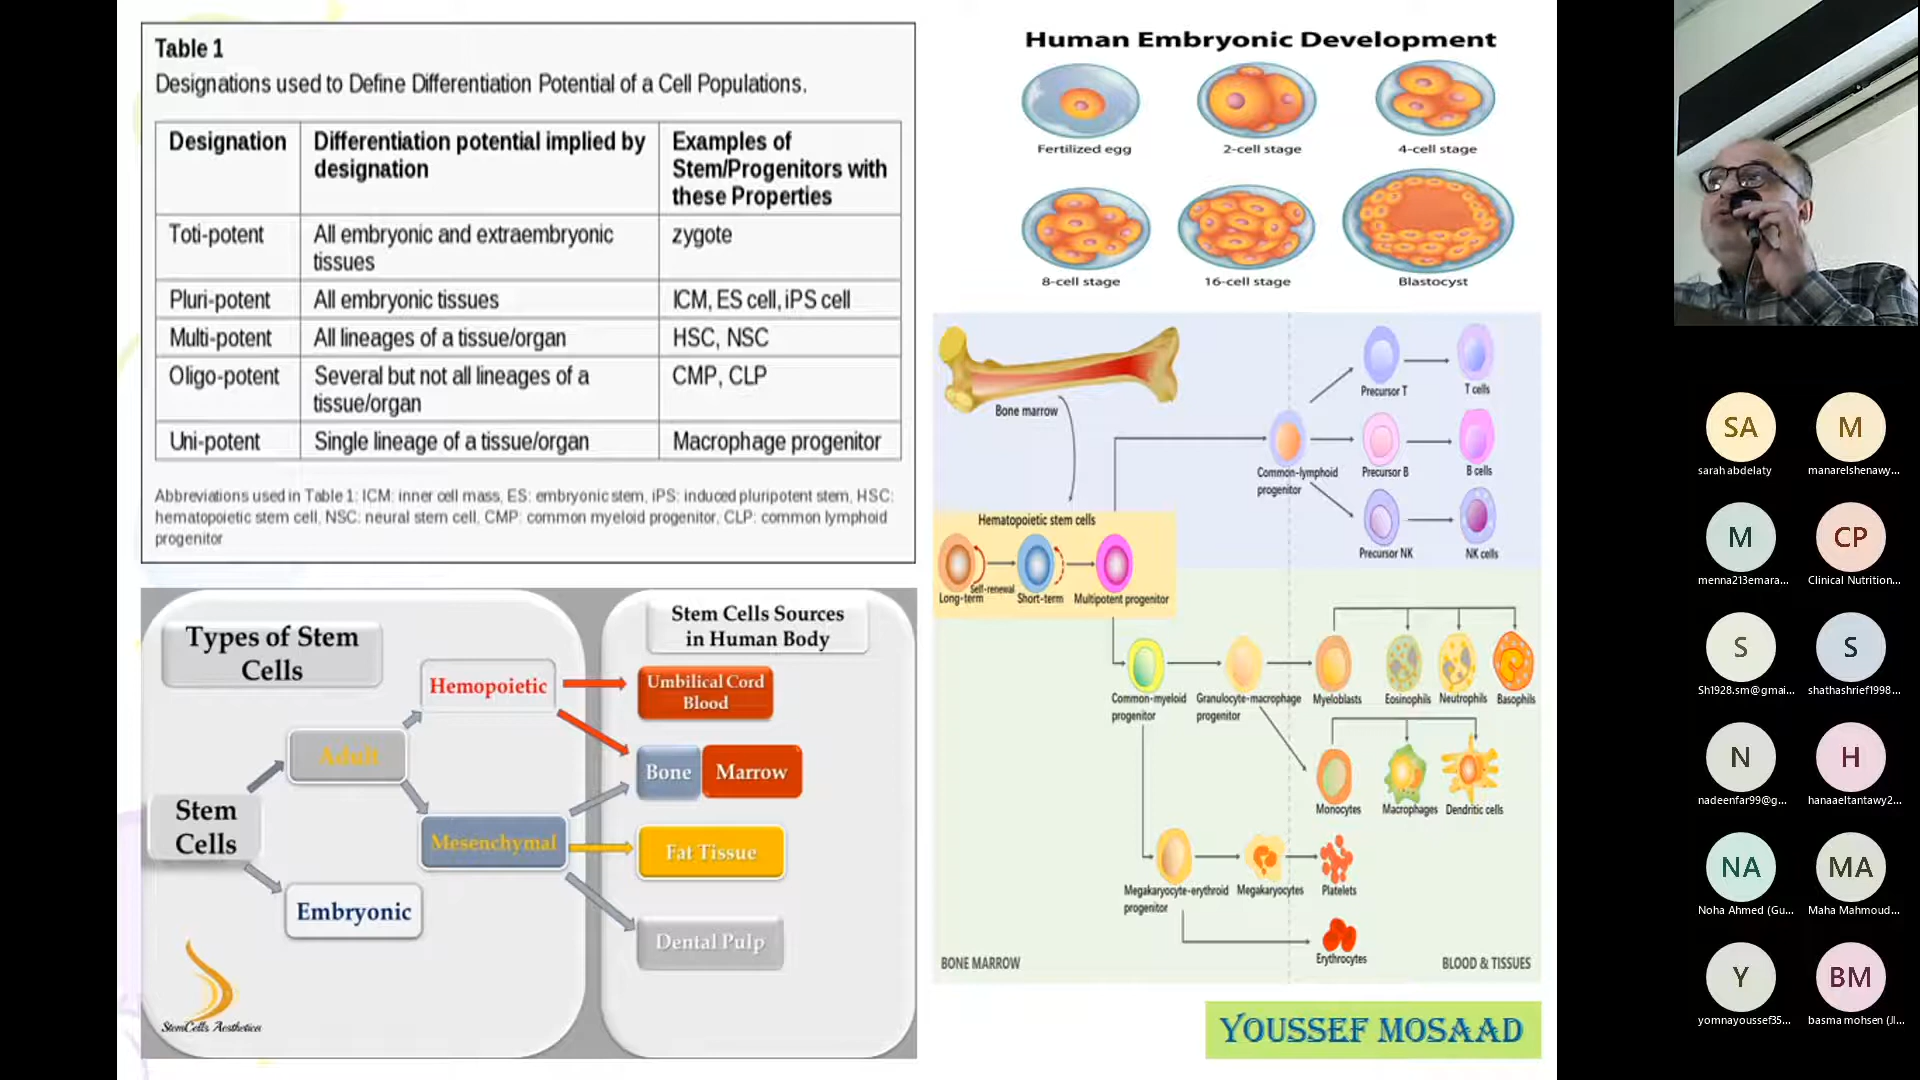 Table 1
Designations used to Define Differentiation Potential of a Cell Populations.
Designation
Differentiation potential implied by
designation
Examples of
Stem/Progenitors with
these Properties
Toti-potent
All embryonic and extraembryonic
tissues
zygote
Pluri-potent
All embryonic tissues
ICM, ES cell, iPS cell
Multi-potent
All lineages of a tissue/organ
HSC, NSC
Oligo-potent
Several but not all lineages of a
tissue/organ
CMP, CLP
Uni-potent
Single lineage of a tissue/organ
Macrophage progenitor
Abbreviations used in Table 1: ICM: inner cell mass, ES: embryonic stem, iPS: induced pluripotent stem, HSC:
hematopoietic stem cell, NSC: neural stem cell, CMP: common myeloid progenitor, CLP: common lymphoid
progenitor
Types of Stem
Cells
Stem
Cells
Adult
Embryonic
Hemopoietic
Mesenchymal
Stem Cells Sources
in Human Body
Umbilical Cord
Blood
Bone Marrow
Fat Tissue
Dental Pulp
StemCells Aesthetica
Human Embryonic Development
Fertilized egg
2-cell stage
4-cell stage
8-cell stage
16-cell stage
Blastocyst
Bone marrow
Hematopoietic stem cells
Self-renewal
Long-term
Short-term
Multipotent progenitor
Common-lymphoid
progenitor
Precursor T
T cells
Precursor B
B cells
Precursor NK
NK cells
Common-myeloid
progenitor
Granulocyte-macrophage
progenitor
Myeloblasts
Eosinophils
Neutrophils
Basophils
Monocytes
Macrophages
Dendritic cells
Megakaryocyte-erythroid
progenitor
Megakaryocytes
Platelets
Erythrocytes
BONE MARROW
BLOOD & TISSUES
YOUSSEF MOSAAD
SA
sarah abdelaty
M
manarelshenawy...
M
menna213emara...
CP
Clinical Nutrition...
S
Sh1928.sm@gmai...
S
shathashrief1998...
N
nadeenfar99@g...
H
hanaaeltantawy2...
NA
Noha Ahmed (Gu...
MA
Maha Mahmoud...
Y
yomnayoussef35...
BM
basma mohsen (JI...